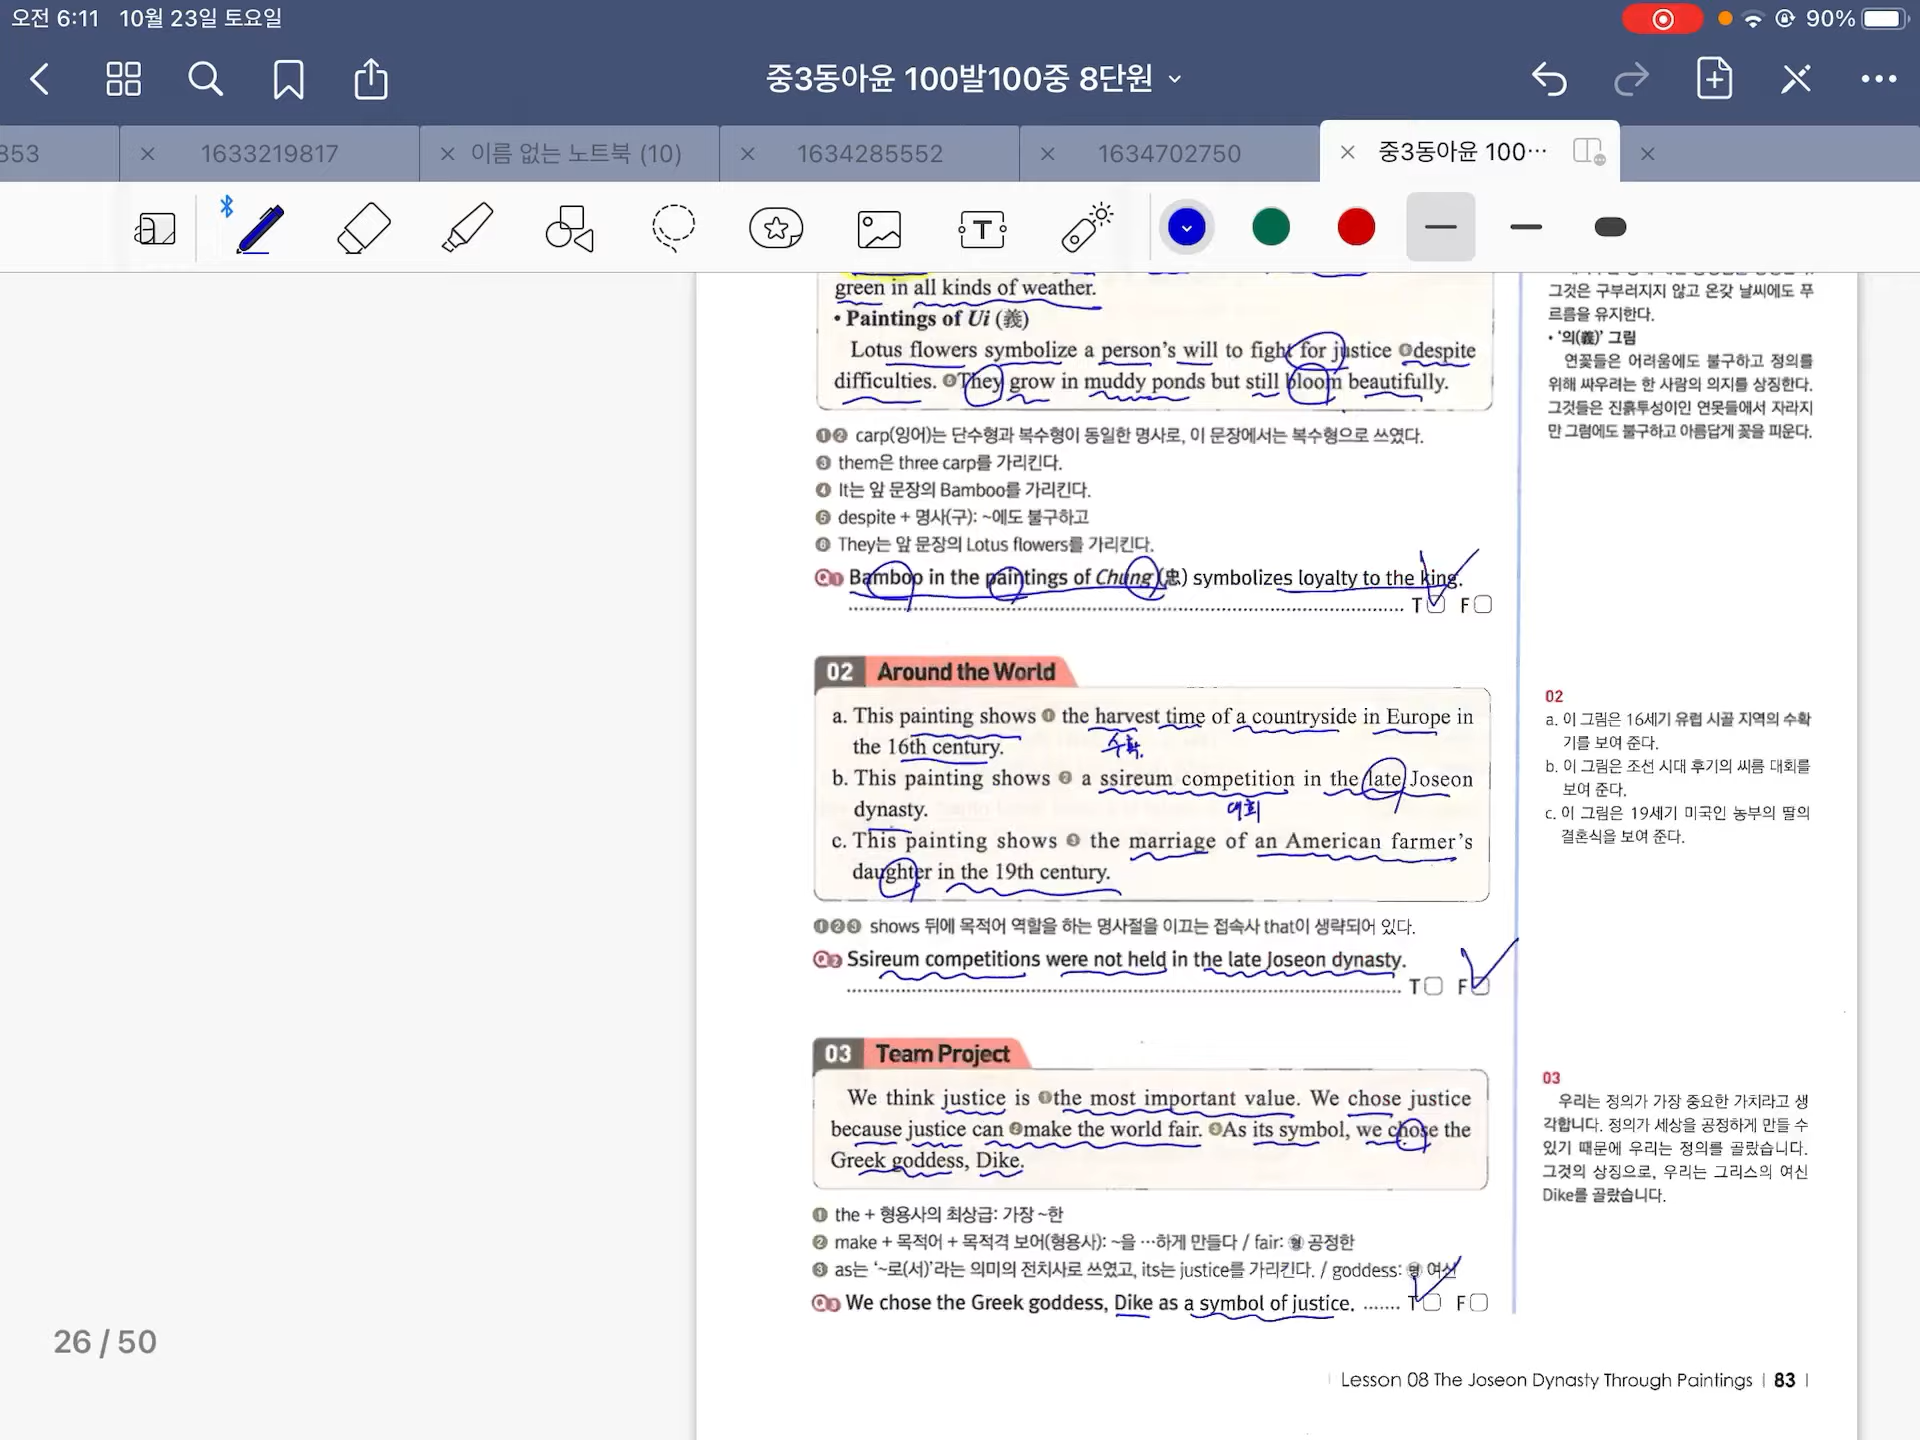 오전 6:11 10월 23일 토요일
90%
중3동아윤 100발100중 8단원
853
1633219817
이름 없는 노트북 (10)
1634285552
1634702750
중3동아윤 100…
green in all kinds of weather.
• Paintings of Ui (義)
Lotus flowers symbolize a person's will to fight for justice ❺despite
difficulties. ❻They grow in muddy ponds but still bloom beautifully.
❶❷ carp(잉어)는 단수형과 복수형이 동일한 명사로, 이 문장에서는 복수형으로 쓰였다.
❸ them은 three carp를 가리킨다.
❹ It는 앞 문장의 Bamboo를 가리킨다.
❺ despite + 명사(구): ~에도 불구하고
❻ They는 앞 문장의 Lotus flowers를 가리킨다.
Q1 Bamboo in the paintings of Chung (忠) symbolizes loyalty to the king.
T F
그것은 구부러지지 않고 온갖 날씨에도 푸
르름을 유지한다.
• '의(義)' 그림
연꽃들은 어려움에도 불구하고 정의를
위해 싸우려는 한 사람의 의지를 상징한다.
그것들은 진흙투성이인 연못들에서 자라지
만 그럼에도 불구하고 아름답게 꽃을 피운다.
02 Around the World
a. This painting shows ❶ the harvest time of a countryside in Europe in
the 16th century.
수확.
b. This painting shows ❷ a ssireum competition in the late Joseon
dynasty.
대회
c. This painting shows ❸ the marriage of an American farmer's
daughter in the 19th century.
❶❷❸ shows 뒤에 목적어 역할을 하는 명사절을 이끄는 접속사 that이 생략되어 있다.
Q2 Ssireum competitions were not held in the late Joseon dynasty.
T F
02
a. 이 그림은 16세기 유럽 시골 지역의 수확
기를 보여 준다.
b. 이 그림은 조선 시대 후기의 씨름 대회를
보여 준다.
c. 이 그림은 19세기 미국인 농부의 딸의
결혼식을 보여 준다.
03 Team Project
We think justice is ❶the most important value. We chose justice
because justice can ❷make the world fair. ❸As its symbol, we chose the
Greek goddess, Dike.
❶ the + 형용사의 최상급: 가장 ~한
❷ make + 목적어 + 목적격 보어(형용사): ~을 …하게 만들다 / fair: 형 공정한
❸ as는 '~로(서)'라는 의미의 전치사로 쓰였고, its는 justice를 가리킨다. / goddess: 명 여신
Q3 We chose the Greek goddess, Dike as a symbol of justice. ....... T F
03
우리는 정의가 가장 중요한 가치라고 생
각합니다. 정의가 세상을 공정하게 만들 수
있기 때문에 우리는 정의를 골랐습니다.
그것의 상징으로, 우리는 그리스의 여신
Dike를 골랐습니다.
26 / 50
Lesson 08 The Joseon Dynasty Through Paintings | 83 |